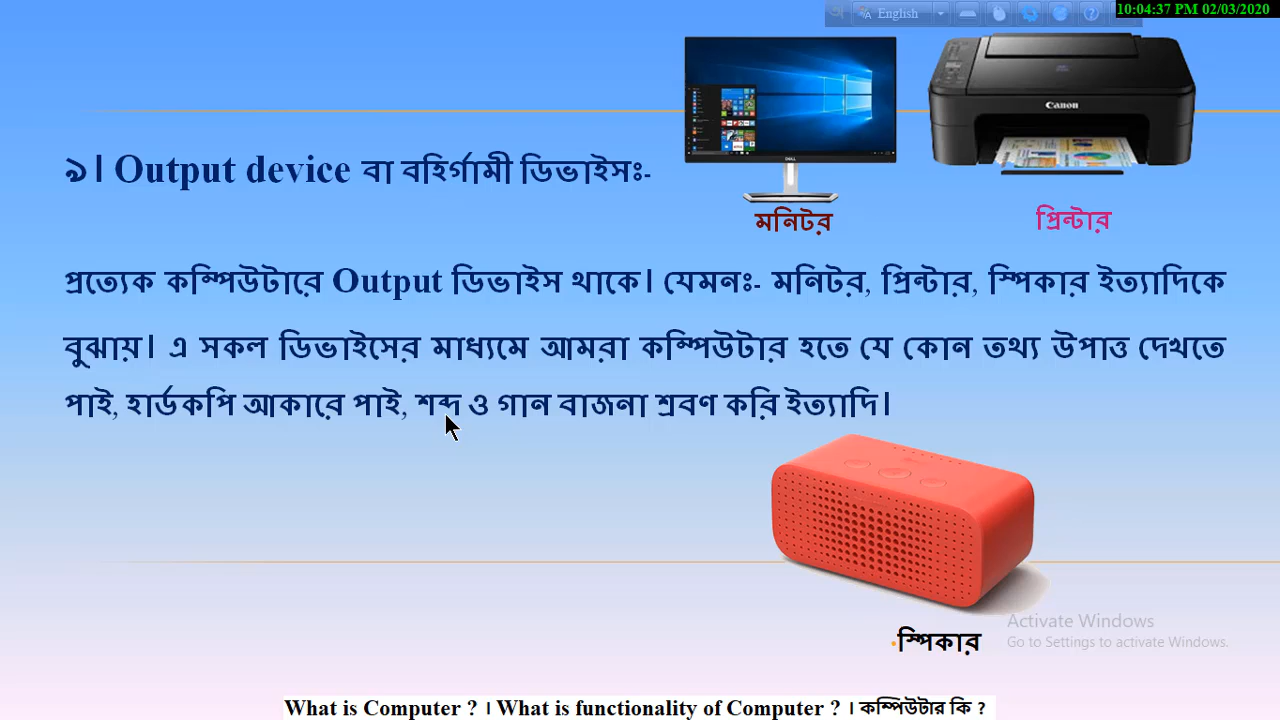 English
10:04:37 PM 02/03/2020
Canon
DELL
১। Output device বা বহির্গামী ডিভাইসঃ-
মনিটর
প্রিন্টার
প্রত্যেক কম্পিউটারে Output ডিভাইস থাকে। যেমনঃ- মনিটর, প্রিন্টার, স্পিকার ইত্যাদিকে
বুঝায়। এ সকল ডিভাইসের মাধ্যমে আমরা কম্পিউটার হতে যে কোন তথ্য উপাত্ত দেখতে
পাই, হার্ডকপি আকারে পাই, শব্দ ও গান বাজনা শ্রবণ করি ইত্যাদি।
স্পিকার
Activate Windows
Go to Settings to activate Windows.
What is Computer ? । What is functionality of Computer ? । কম্পিউটার কি ?